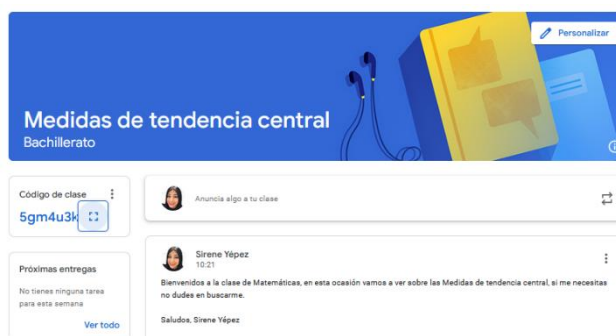 Personalizar
Medidas de tendencia central
Bachillerato
Código de clase
5gm4u3k
Anuncia algo a tu clase
Sirene Yépez
10:21
Bienvenidos a la clase de Matemáticas, en esta ocasión vamos a ver sobre las Medidas de tendencia central, si me necesitas
no dudes en buscarme.
Saludos, Sirene Yépez
Próximas entregas
No tienes ninguna tarea
para esta semana
Ver todo